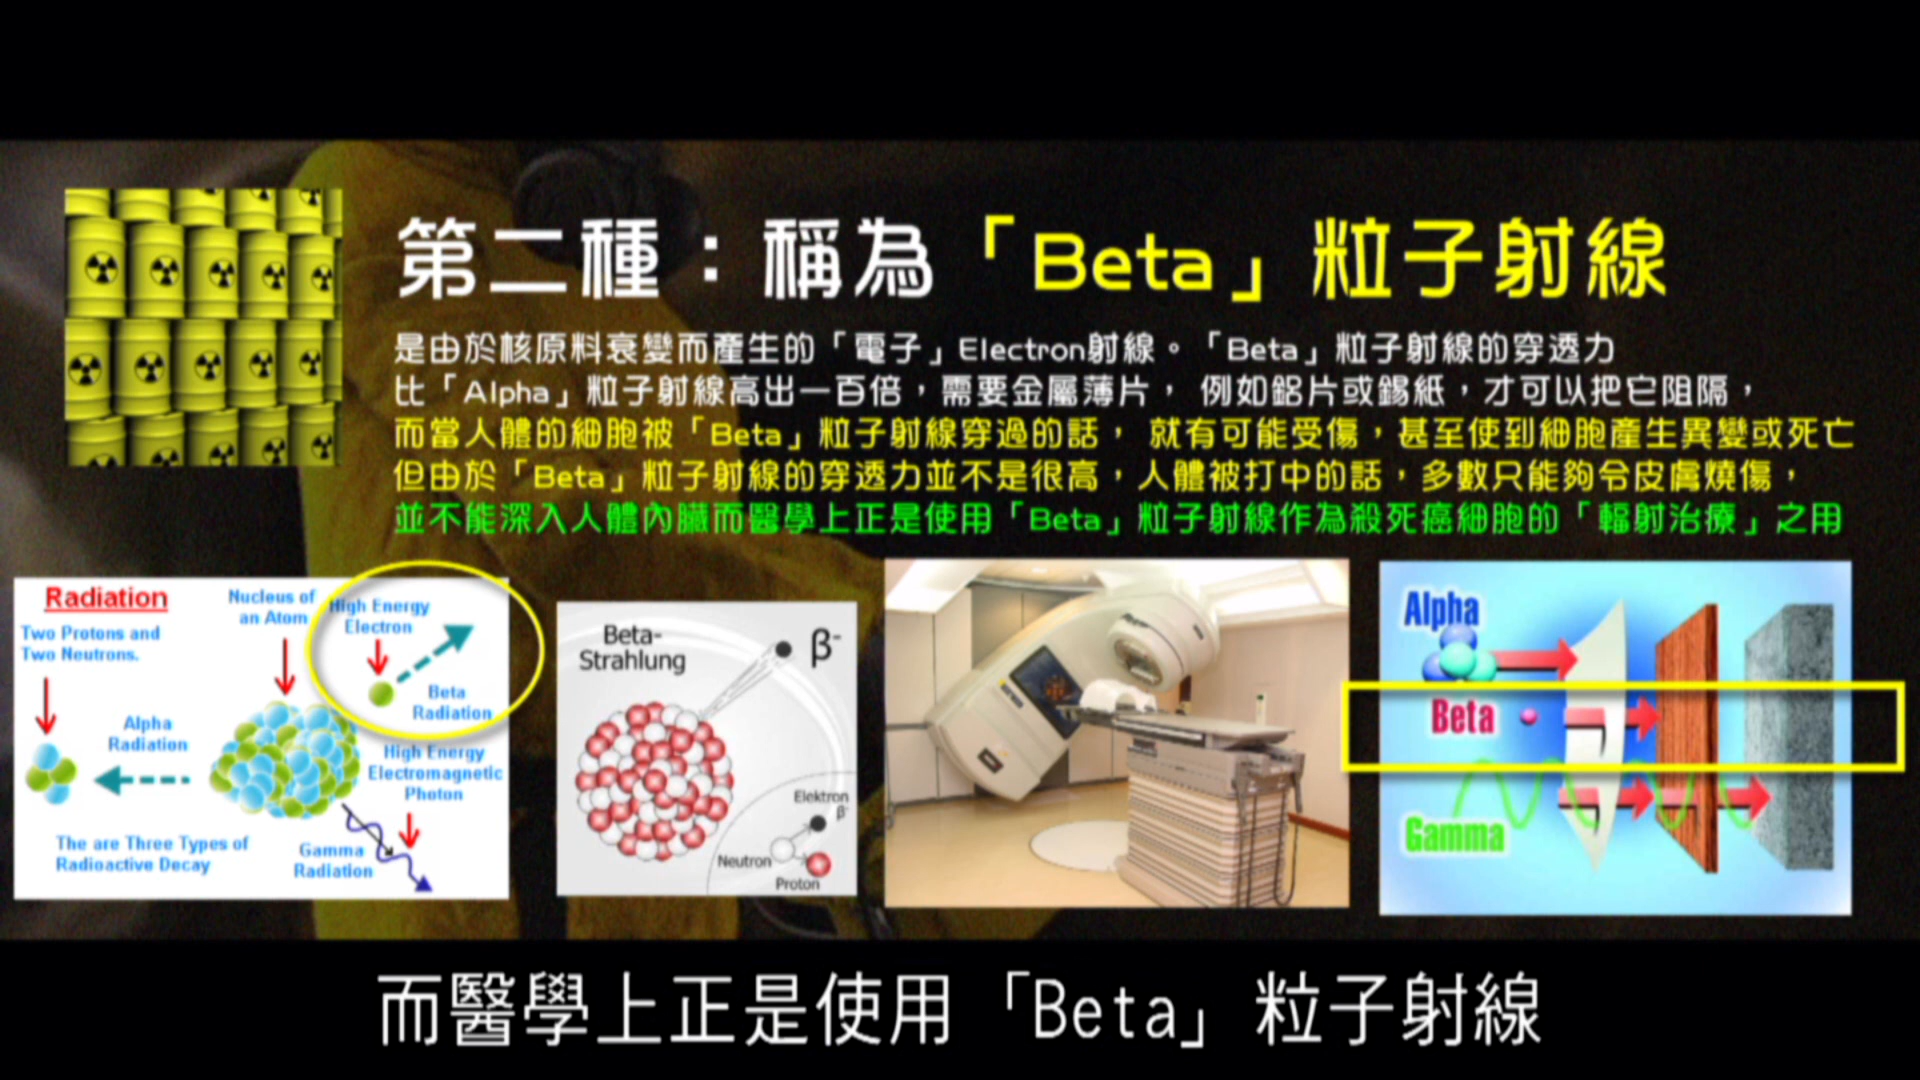 第二種：稱為「Beta」粒子射線
是由於核原料衰變而產生的「電子」Electron射線。「Beta」粒子射線的穿透力
比「Alpha」粒子射線高出一百倍，需要金屬薄片， 例如鋁片或錫紙，才可以把它阻隔，
而當人體的細胞被「Beta」粒子射線穿過的話， 就有可能受傷，甚至使到細胞產生異變或死亡
但由於「Beta」粒子射線的穿透力並不是很高，人體被打中的話，多數只能夠令皮膚燒傷，
並不能深入人體內臟而醫學上正是使用「Beta」粒子射線作為殺死癌細胞的「輻射治療」之用
Radiation
Two Protons and
Two Neutrons.
Nucleus of
an Atom
High Energy
Electron
Beta
Radiation
Alpha
Radiation
High Energy
Electromagnetic
Photon
The are Three Types of
Radioactive Decay
Gamma
Radiation
Beta-
Strahlung
β-
Elektron
β-
Neutron
Proton
Alpha
Beta
Gamma
而醫學上正是使用「Beta」粒子射線